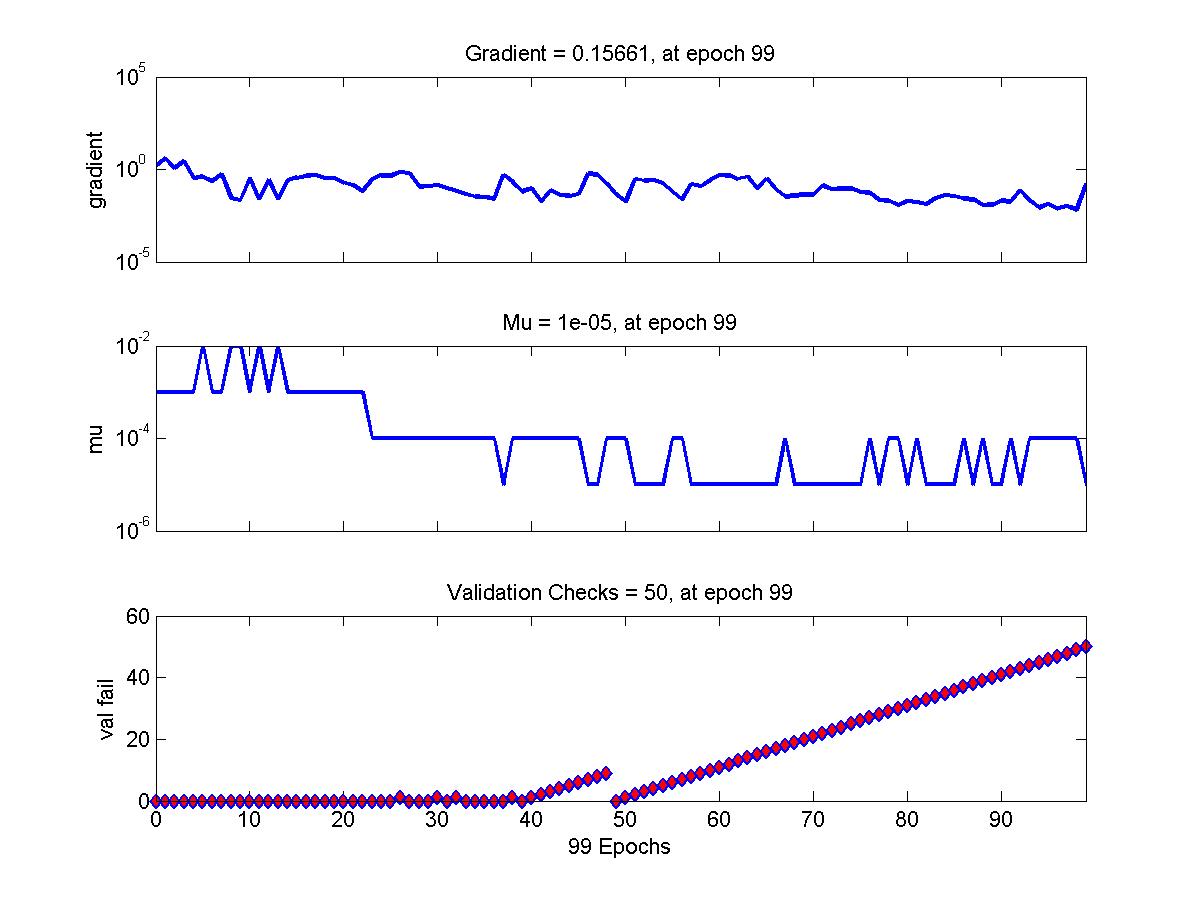 Gradient = 0.15661, at epoch 99
10^5
10^0
10^-5
gradient
Mu = 1e-05, at epoch 99
10^-2
10^-4
10^-6
mu
Validation Checks = 50, at epoch 99
60
40
20
0
val fail
0 10 20 30 40 50 60 70 80 90
99 Epochs